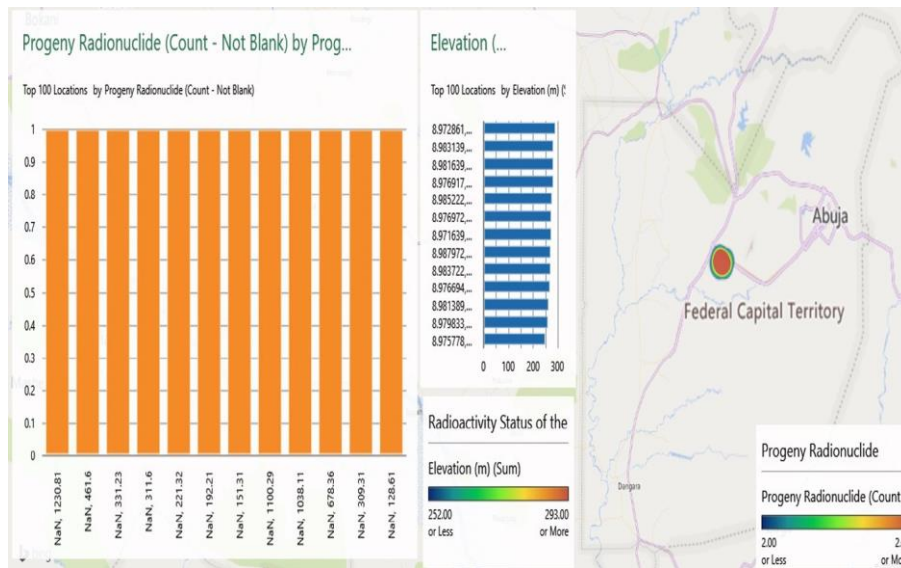 Bokani
Progeny Radionuclide (Count - Not Blank) by Prog...
Top 100 Locations by Progeny Radionuclide (Count - Not Blank)
1
0.9
0.8
0.7
0.6
0.5
0.4
0.3
0.2
0.1
0
NaN, 1230.81
NaN, 461.6
NaN, 331.23
NaN, 311.6
NaN, 221.32
NaN, 192.21
NaN, 151.31
NaN, 1100.29
NaN, 1038.11
NaN, 678.36
NaN, 309.31
NaN, 128.61
Elevation (...
Top 100 Locations by Elevation (m) (
8.972861,...
8.983139,...
8.981639,...
8.976917,...
8.985222,...
8.976972,...
8.971639,...
8.987972,...
8.983722,...
8.976694,...
8.981389,...
8.979833,...
8.975778,...
0 100 200 300
Radioactivity Status of the
Elevation (m) (Sum)
252.00 293.00
or Less or More
Abuja
Federal Capital Territory
Dangara
Progeny Radionuclide
Progeny Radionuclide (Count
2.00 2.
or Less or Mo